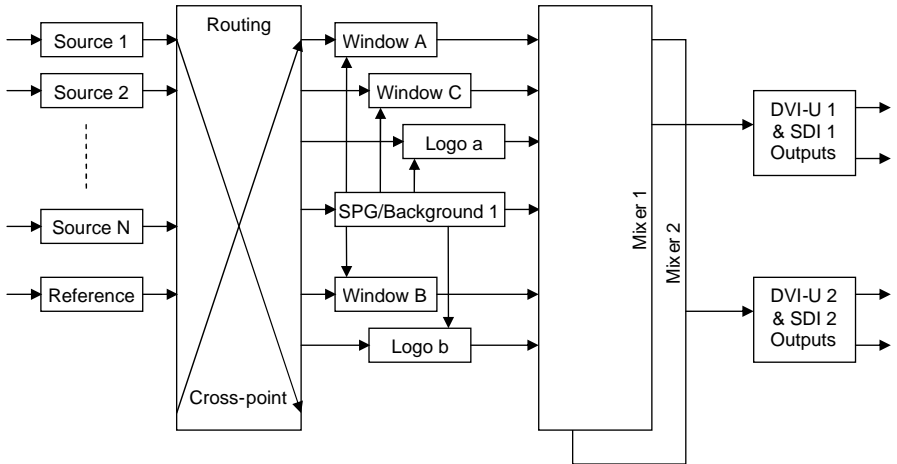 Source 1
Source 2
Source N
Reference
Routing
Cross-point
Window A
Window C
Logo a
SPG/Background 1
Window B
Logo b
Mixer 1
Mixer 2
DVI-U 1
& SDI 1
Outputs
DVI-U 2
& SDI 2
Outputs